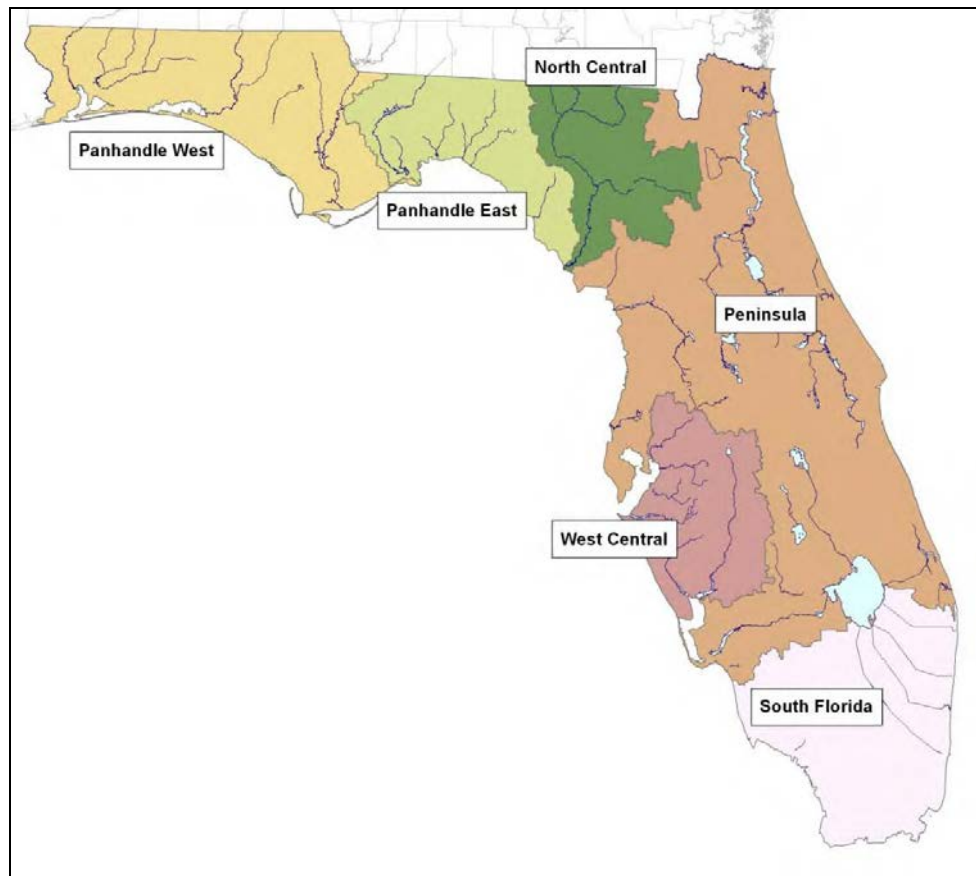 North Central
Panhandle West
Panhandle East
Peninsula
West Central
South Florida